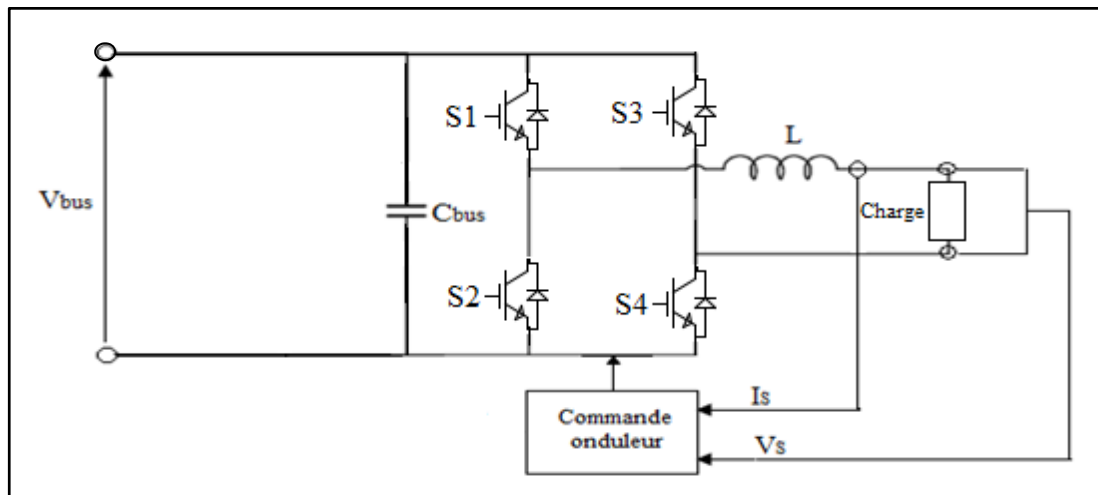 S1
S3
L
Vbus
Cbus
Charge
S2
S4
Commande
onduleur
Is
Vs